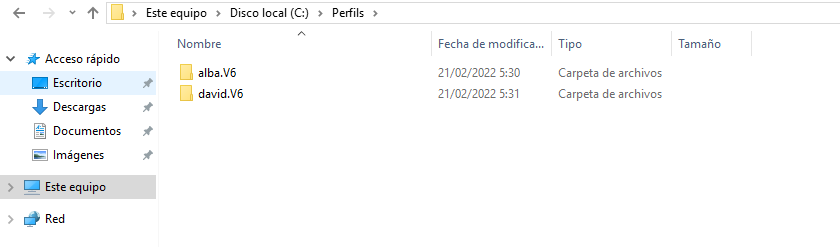 Este equipo > Disco local (C:) > Perfils >
Acceso rápido
Escritorio
Descargas
Documentos
Imágenes
Este equipo
Red
Nombre Fecha de modifica... Tipo Tamaño
alba.V6 21/02/2022 5:30 Carpeta de archivos
david.V6 21/02/2022 5:31 Carpeta de archivos